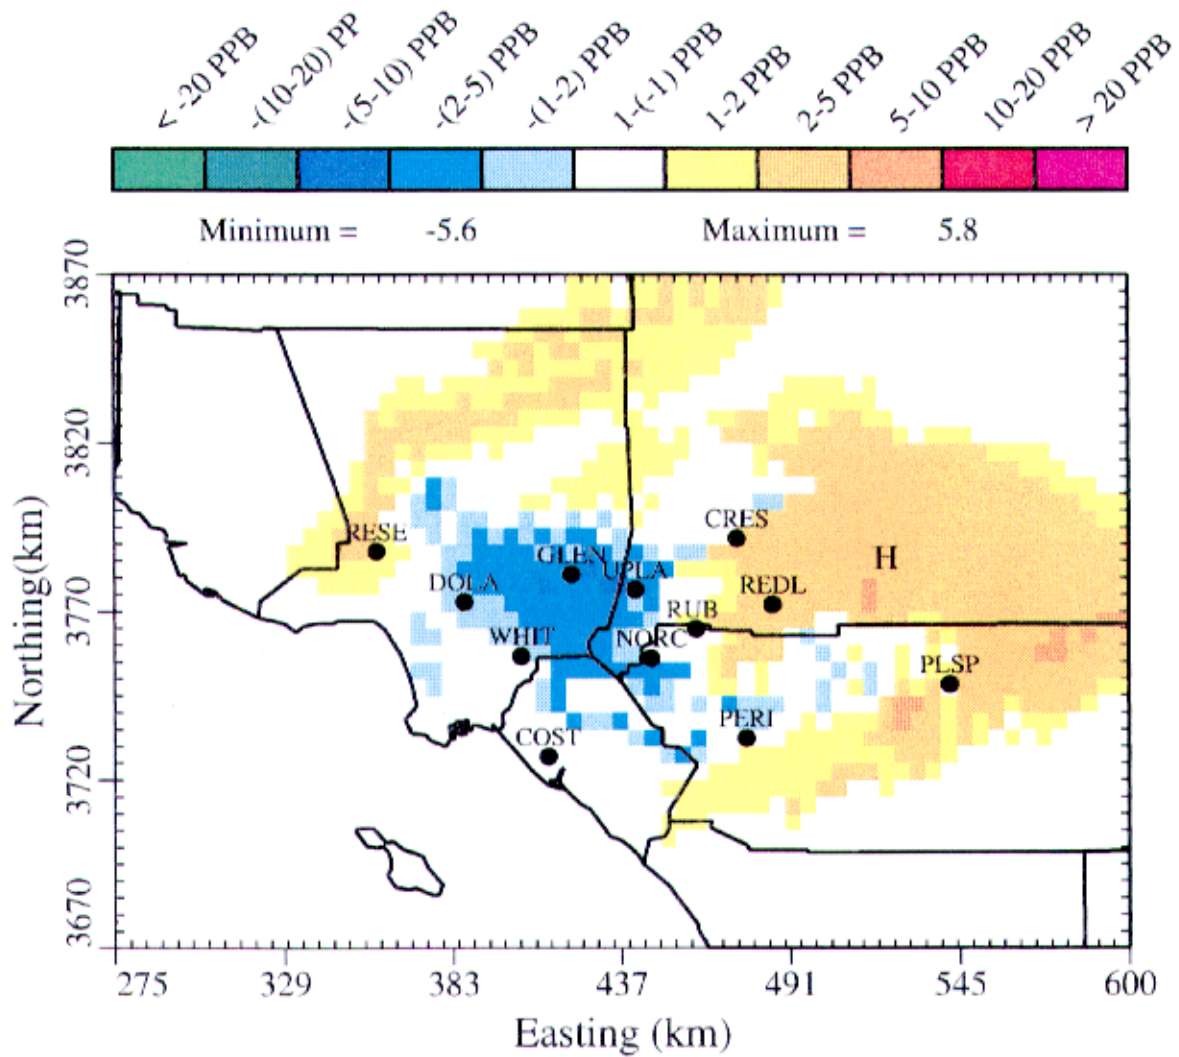 < -20 PPB -(10-20) PP -(5-10) PPB -(2-5) PPB -(1-2) PPB 1-(-1) PPB 1-2 PPB 2-5 PPB 5-10 PPB 10-20 PPB > 20 PPB
Minimum = -5.6 Maximum = 5.8
3870
3820
3770
3720
3670
Northing(km)
RESE
CRES
GLEN
H
UPLA
DOLA
REDL
RUB
WHIT
NORC
PLSP
PERI
COST
275 329 383 437 491 545 600
Easting (km)